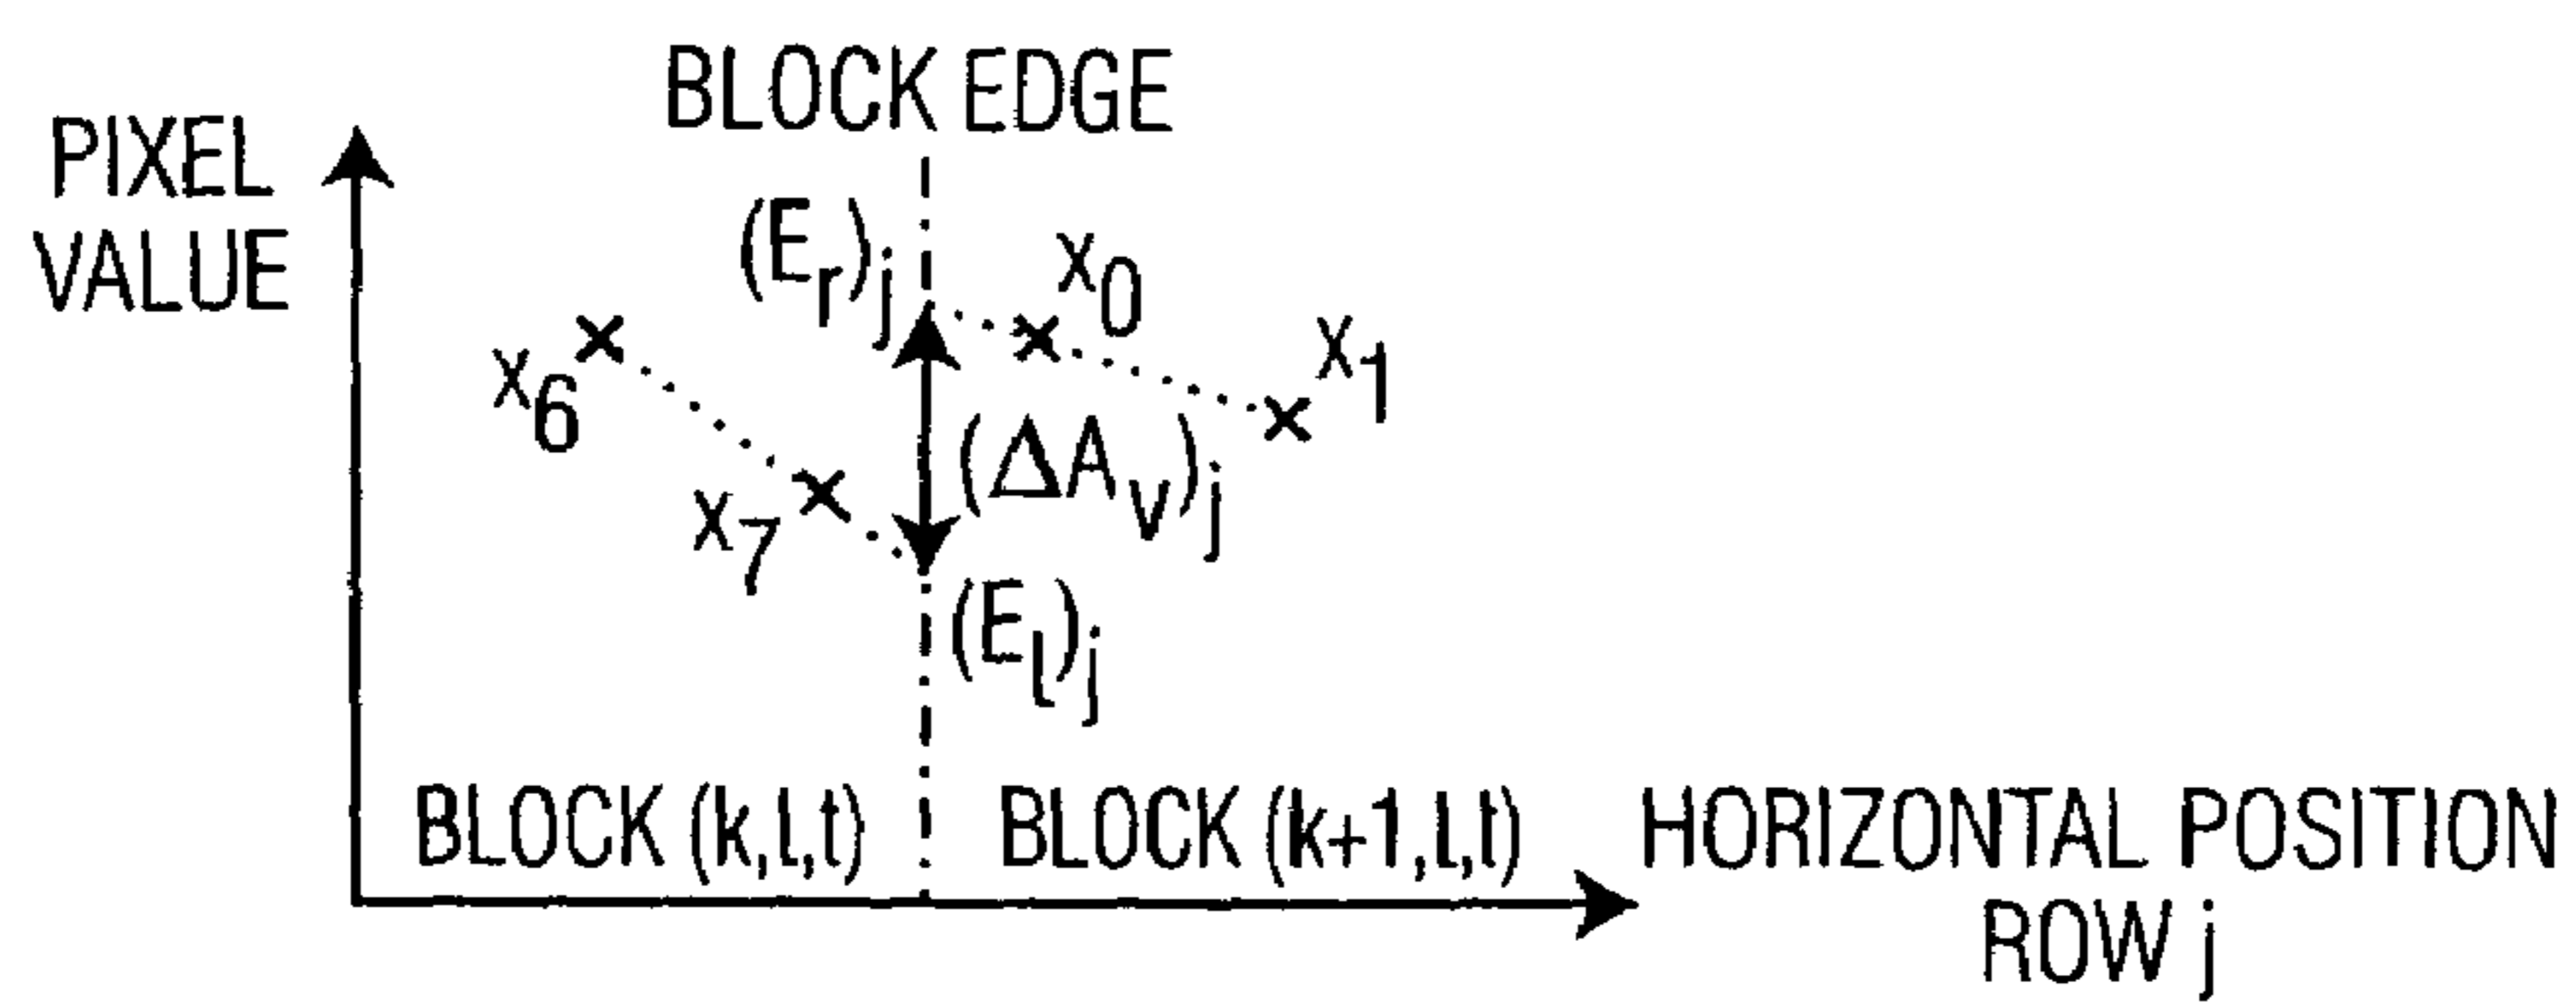 BLOCK EDGE
PIXEL
VALUE
(E_r)_j
x_0
x_1
x_6
(ΔA_v)_j
x_7
(E_l)_j
BLOCK (k,l,t)
BLOCK (k+1,l,t)
HORIZONTAL POSITION
ROW j